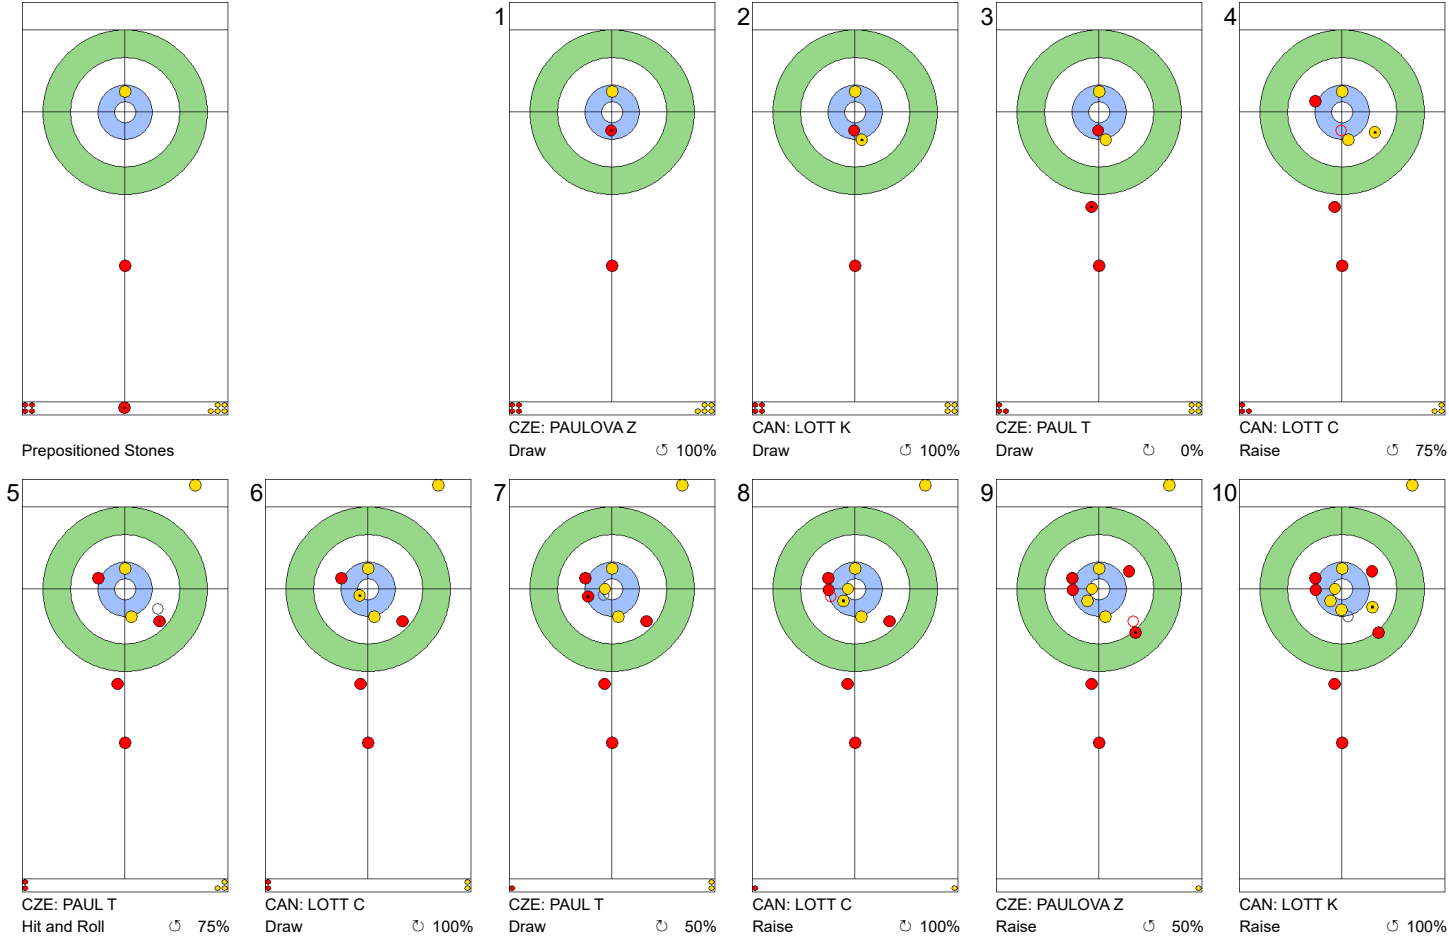 1 2 3 4
CZE: PAULOVA Z CAN: LOTT K CZE: PAUL T CAN: LOTT C
Prepositioned Stones Draw 100% Draw 100% Draw 0% Raise 75%
5 6 7 8 9 10
CZE: PAUL T CAN: LOTT C CZE: PAUL T CAN: LOTT C CZE: PAULOVA Z CAN: LOTT K
Hit and Roll 75% Draw 100% Draw 50% Raise 100% Raise 50% Raise 100%